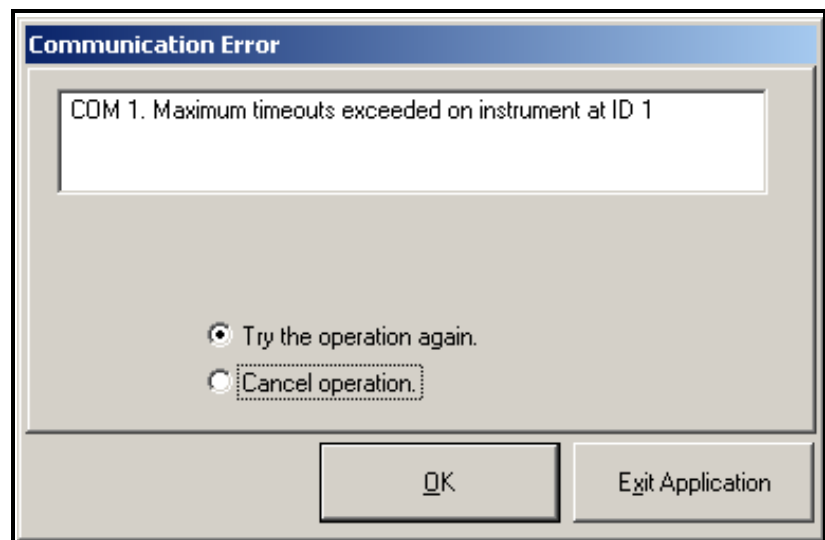 Communication Error
COM 1. Maximum timeouts exceeded on instrument at ID 1
Try the operation again.
Cancel operation.
OK
Exit Application